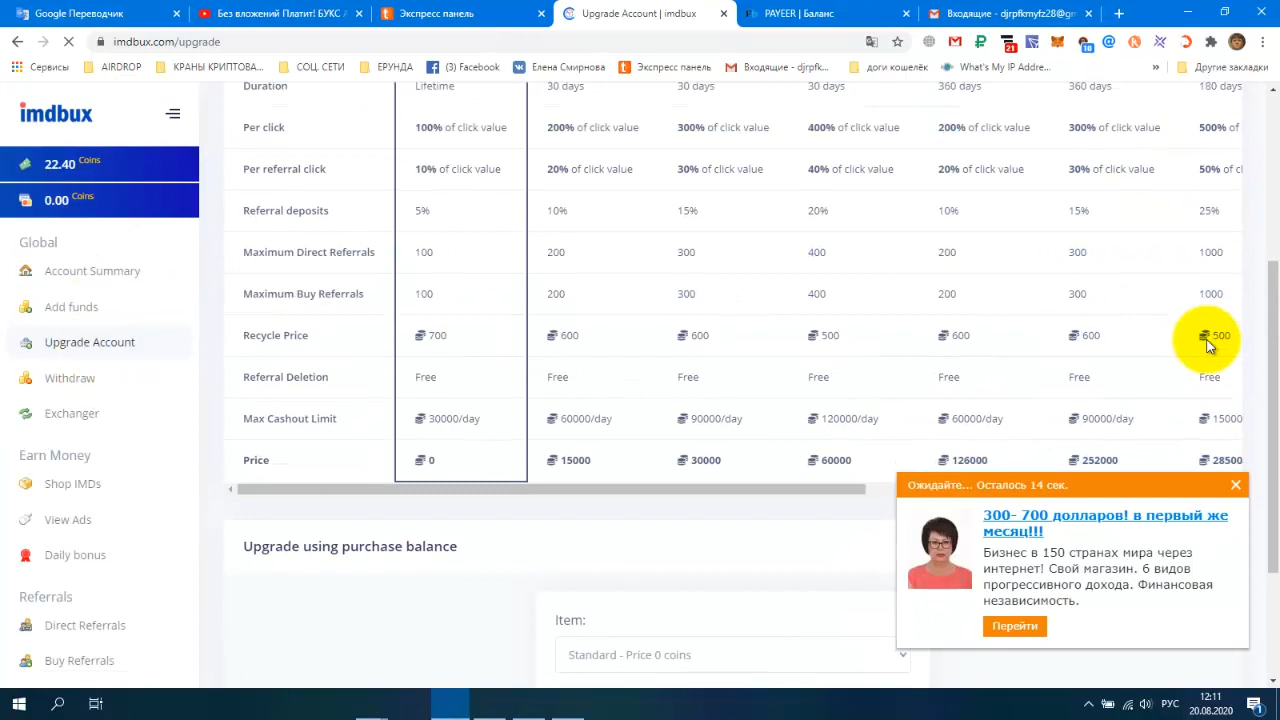 Google Переводчик
Без вложений Платит! БУКС А
Экспресс панель
Upgrade Account | imdbux
PAYEER | Баланс
Входящие - djrpfkmyfz28@gm
imdbux.com/upgrade
Сервисы
AIRDROP
КРАНЫ КРИПТОВА...
СОЦ. СЕТИ
ЕРУНДА
(3) Facebook
Елена Смирнова
Экспресс панель
Входящие - djrpfk...
доги кошелёк
What's My IP Addre...
Другие закладки
imdbux
22.40 Coins
0.00 Coins
Global
Account Summary
Add funds
Upgrade Account
Withdraw
Exchanger
Earn Money
Shop IMDs
View Ads
Daily bonus
Referrals
Direct Referrals
Buy Referrals
Duration Lifetime 30 days 30 days 30 days 360 days 360 days 180 days
Per click 100% of click value 200% of click value 300% of click value 400% of click value 200% of click value 300% of click value 500% of
Per referral click 10% of click value 20% of click value 30% of click value 40% of click value 20% of click value 30% of click value 50% of cl
Referral deposits 5% 10% 15% 20% 10% 15% 25%
Maximum Direct Referrals 100 200 300 400 200 300 1000
Maximum Buy Referrals 100 200 300 400 200 300 1000
Recycle Price 700 600 600 500 600 600 500
Referral Deletion Free Free Free Free Free Free Free
Max Cashout Limit 30000/day 60000/day 90000/day 120000/day 60000/day 90000/day 15000
Price 0 15000 30000 60000 126000 252000 28500
Upgrade using purchase balance
Item:
Standard - Price 0 coins
Ожидайте... Осталось 14 сек.
300- 700 долларов! в первый же
месяц!!!
Бизнес в 150 странах мира через
интернет! Свой магазин. 6 видов
прогрессивного дохода. Финансовая
независимость.
Перейти
РУС
12:11
20.08.2020